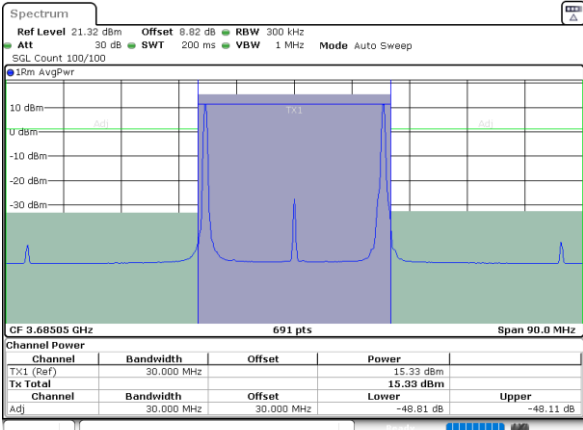 Spectrum
Ref Level 21.32 dBm Offset 8.82 dB RBW 300 kHz
Att 30 dB SWT 200 ms VBW 1 MHz Mode Auto Sweep
SGL Count 100/100
1Rm AvgPwr
10 dBm
TX1
Adj Adj
0 dBm
-10 dBm
-20 dBm
-30 dBm
CF 3.68505 GHz 691 pts Span 90.0 MHz
Channel Power
Channel Bandwidth Offset Power
TX1 (Ref) 30.000 MHz 15.33 dBm
Tx Total 15.33 dBm
Channel Bandwidth Offset Lower Upper
Adj 30.000 MHz 30.000 MHz -48.81 dB -48.11 dB